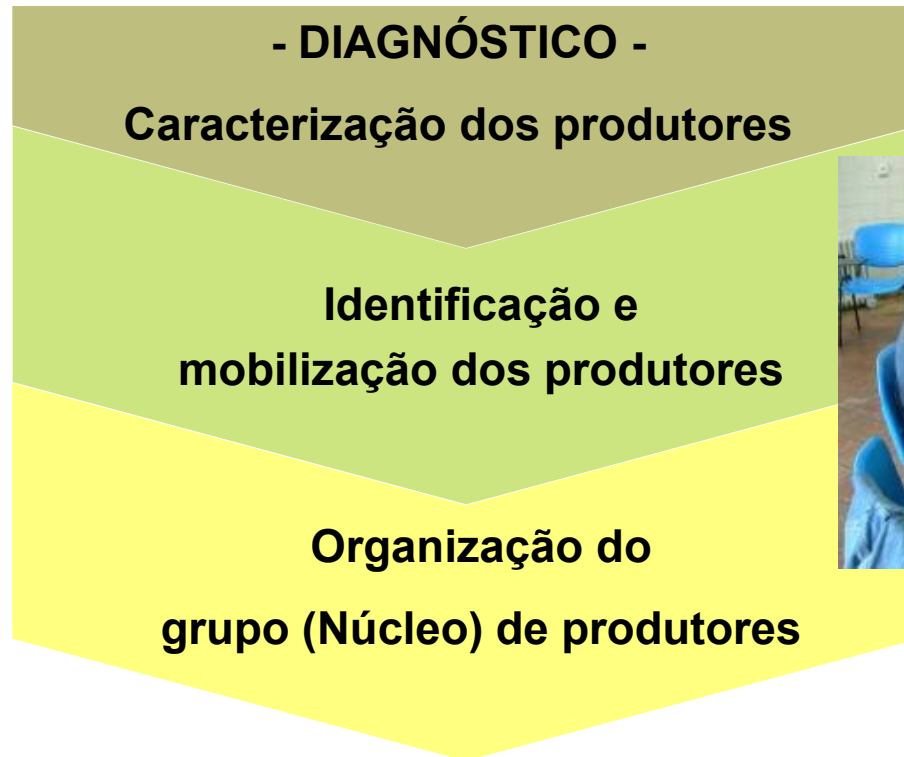 - DIAGNÓSTICO -
Caracterização dos produtores
Identificação e
mobilização dos produtores
Organização do
grupo (Núcleo) de produtores